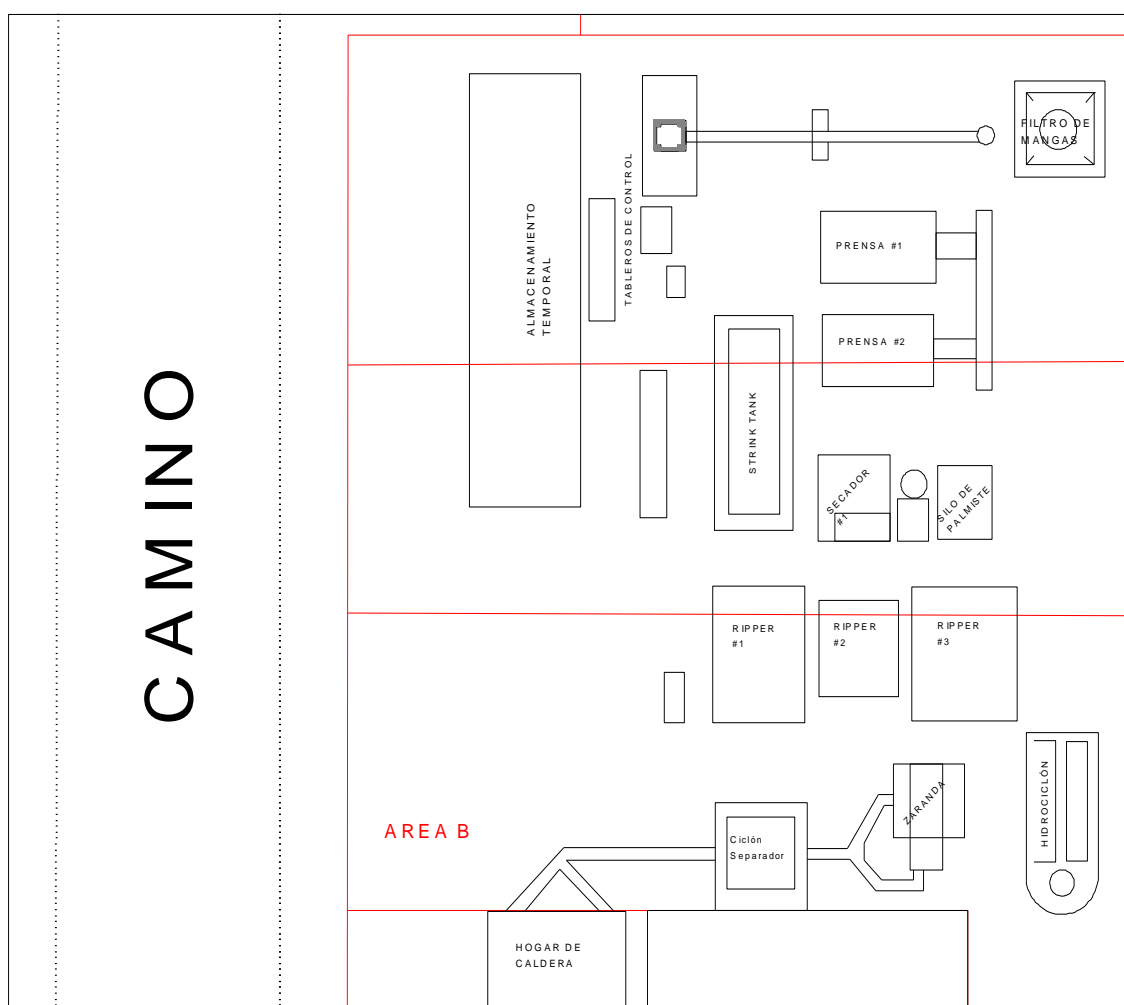 CAMINO
ALMACENAMIENTO
TEMPORAL
TABLEROS DE CONTROL
FILTRO DE
MANGAS
PRENSA #1
PRENSA #2
STRINK TANK
SECADOR
#1
SILO DE
PALMISTE
RIPPER
#1
RIPPER
#2
RIPPER
#3
AREA B
Ciclón
Separador
ZARANDA
HIDROCICLÓN
HOGAR DE
CALDERA